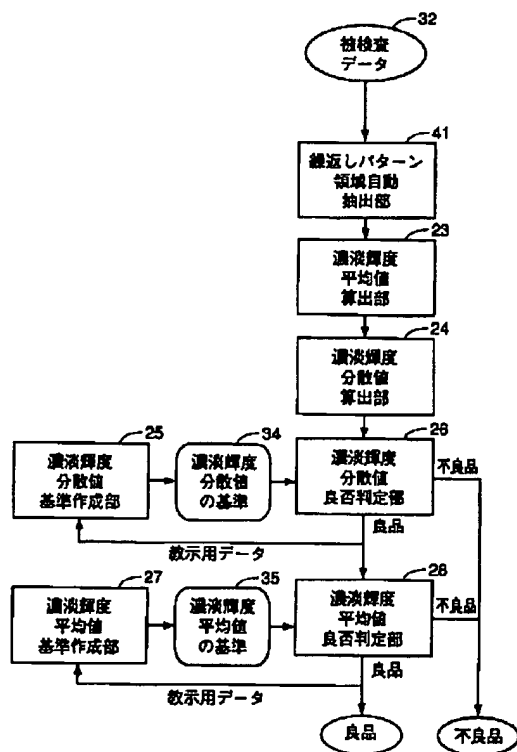 32
被検査
データ
41
繰返しパターン
領域自動
抽出部
23
濃淡輝度
平均値
算出部
24
濃淡輝度
分散値
算出部
25
濃淡輝度
分散値
基準作成部
34
濃淡輝度
分散値
の基準
26
濃淡輝度
分散値
良否判定部
不良品
良品
教示用データ
27
濃淡輝度
平均値
基準作成部
35
濃淡輝度
平均値
の基準
28
濃淡輝度
平均値
良否判定部
不良品
良品
教示用データ
良品
不良品